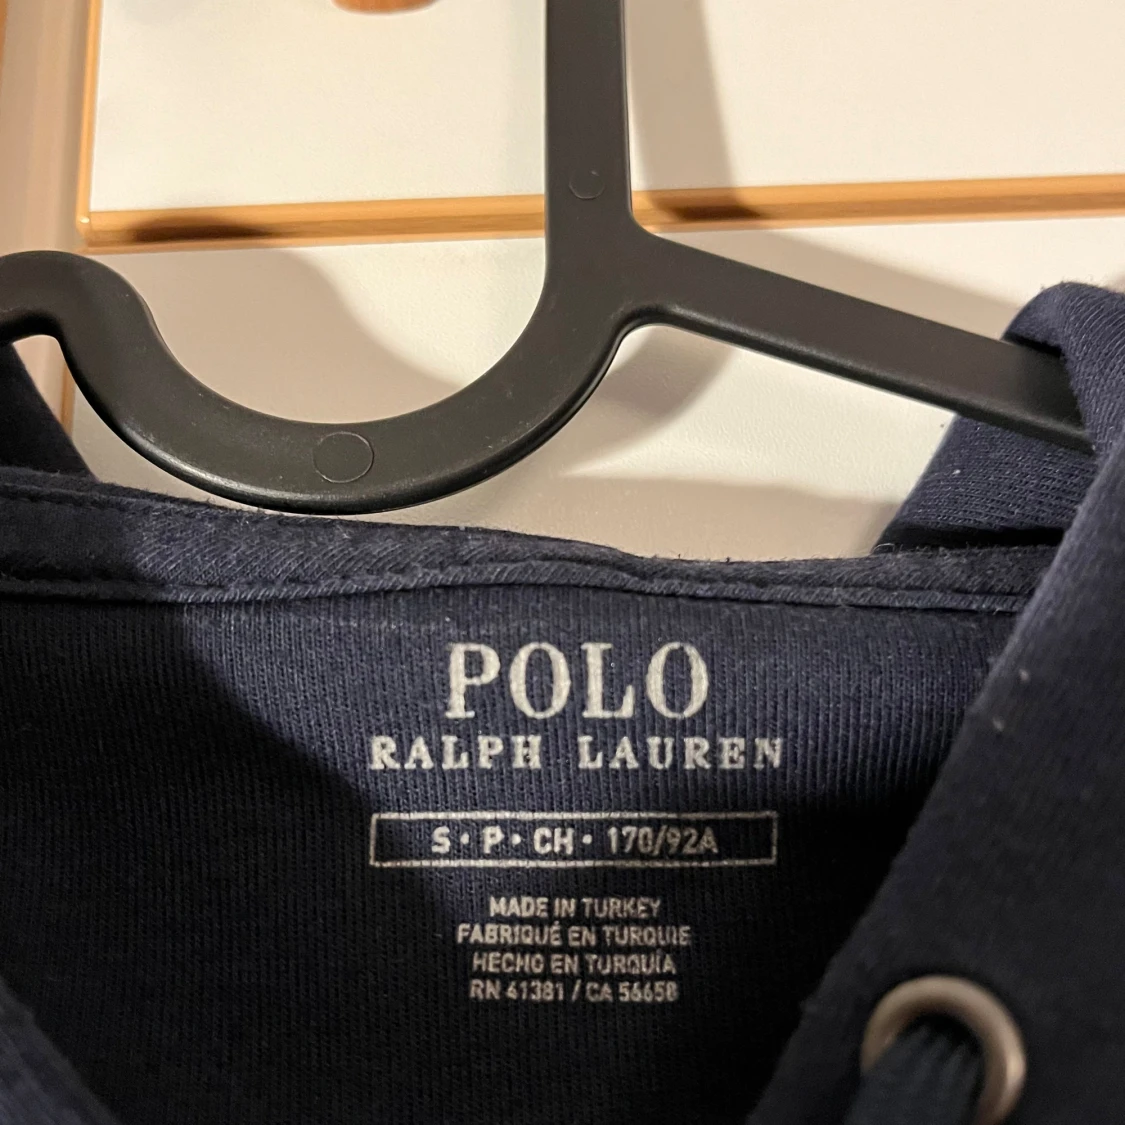 POLO
RALPH LAUREN
S • P • CH • 170/92A
MADE IN TURKEY
FABRIQUÉ EN TURQUIE
HECHO EN TURQUÍA
RN 41381 / CA 56658